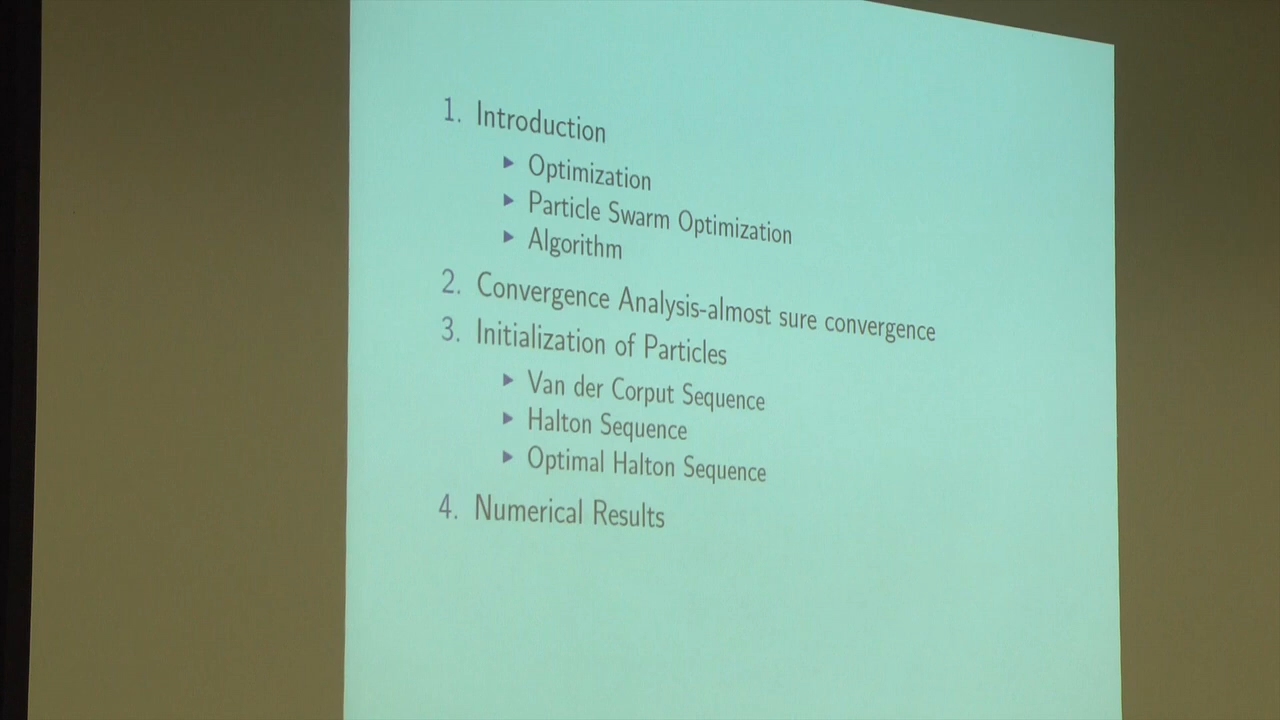 1. Introduction
▶ Optimization
▶ Particle Swarm Optimization
▶ Algorithm
2. Convergence Analysis-almost sure convergence
3. Initialization of Particles
▶ Van der Corput Sequence
▶ Halton Sequence
▶ Optimal Halton Sequence
4. Numerical Results